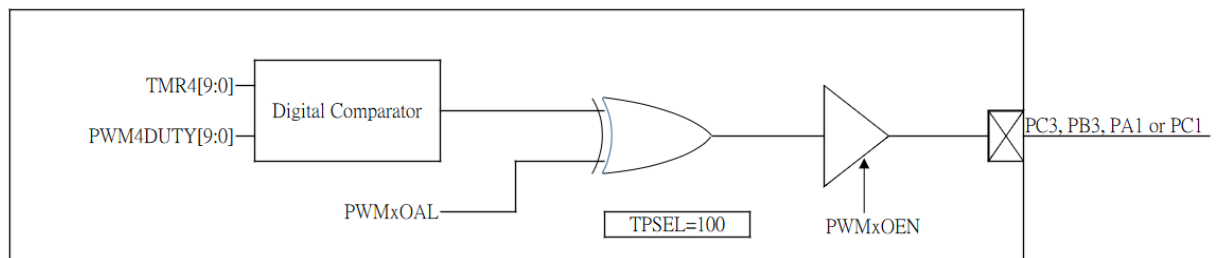 TMR4[9:0]
Digital Comparator
PWM4DUTY[9:0]
PC3, PB3, PA1 or PC1
PWMxOAL
TPSEL=100
PWMxOEN